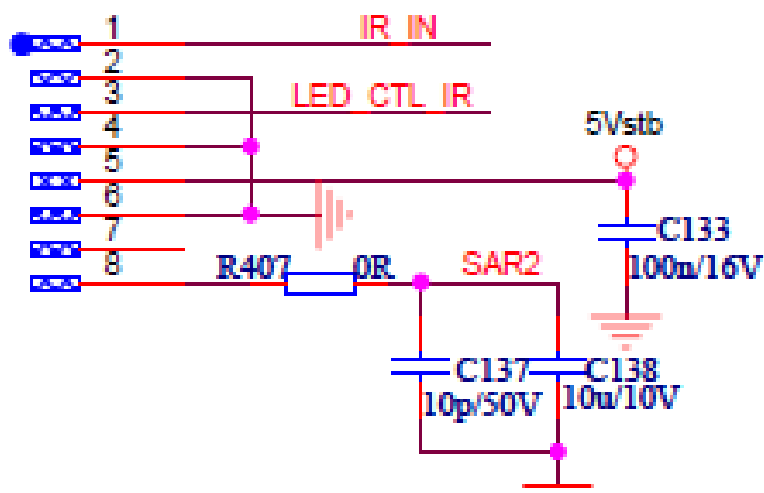 1 IR_IN
2
3 LED_CTL_IR
4
5 5Vstb
6
7
8 R407 0R SAR2
C133
100n/16V
C137
10p/50V
C138
10u/10V